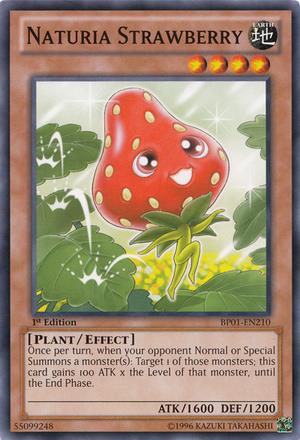 NATURIA STRAWBERRY
EARTH
地
1st Edition
BP01-EN210
[PLANT/EFFECT]
Once per turn, when your opponent Normal or Special
Summons a monster(s): Target 1 of those monsters; this
card gains 100 ATK x the Level of that monster, until
the End Phase.
ATK/1600 DEF/1200
55099248
©1996 KAZUKI TAKAHASHI